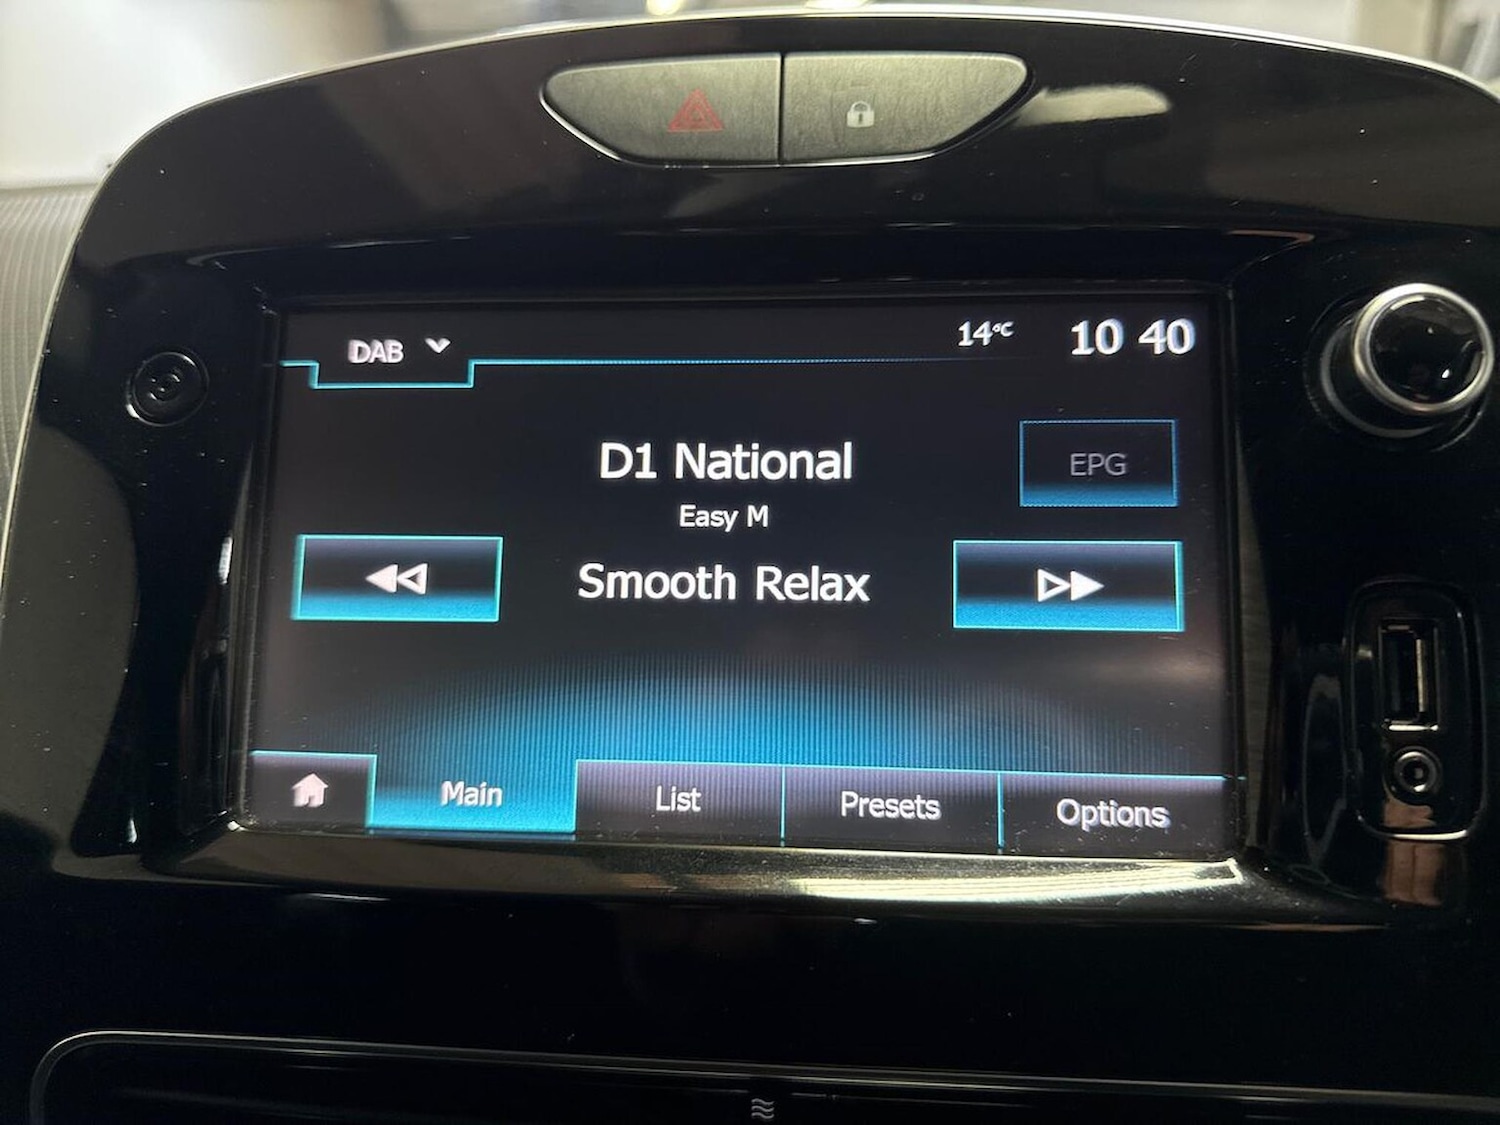 DAB
14°C 10 40
D1 National
EPG
Easy M
Smooth Relax
Main
List
Presets
Options